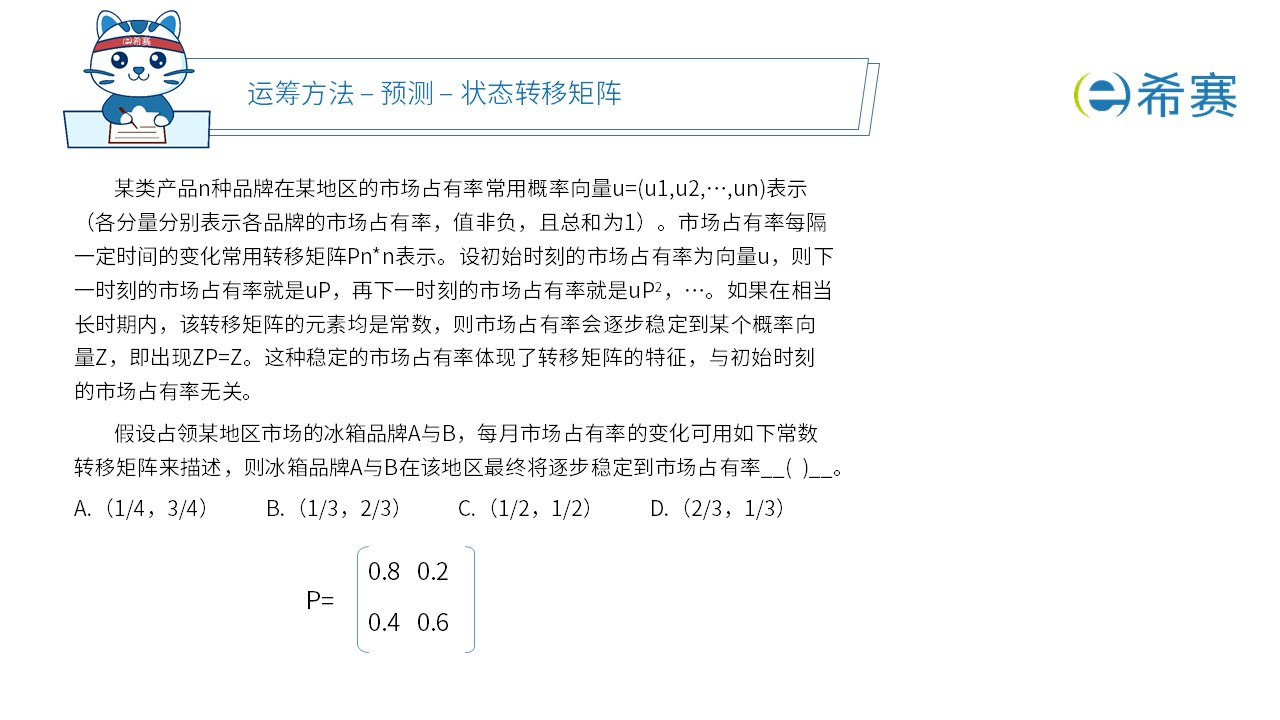 希赛
运筹方法 – 预测 – 状态转移矩阵
希赛
某类产品n种品牌在某地区的市场占有率常用概率向量u=(u1,u2,…,un)表示
（各分量分别表示各品牌的市场占有率，值非负，且总和为1）。市场占有率每隔
一定时间的变化常用转移矩阵Pn*n表示。设初始时刻的市场占有率为向量u，则下
一时刻的市场占有率就是uP，再下一时刻的市场占有率就是uP²，…。如果在相当
长时期内，该转移矩阵的元素均是常数，则市场占有率会逐步稳定到某个概率向
量Z，即出现ZP=Z。这种稳定的市场占有率体现了转移矩阵的特征，与初始时刻
的市场占有率无关。
假设占领某地区市场的冰箱品牌A与B，每月市场占有率的变化可用如下常数
转移矩阵来描述，则冰箱品牌A与B在该地区最终将逐步稳定到市场占有率__( )__。
A.（1/4，3/4） B.（1/3，2/3） C.（1/2，1/2） D.（2/3，1/3）
0.8 0.2
P=
0.4 0.6